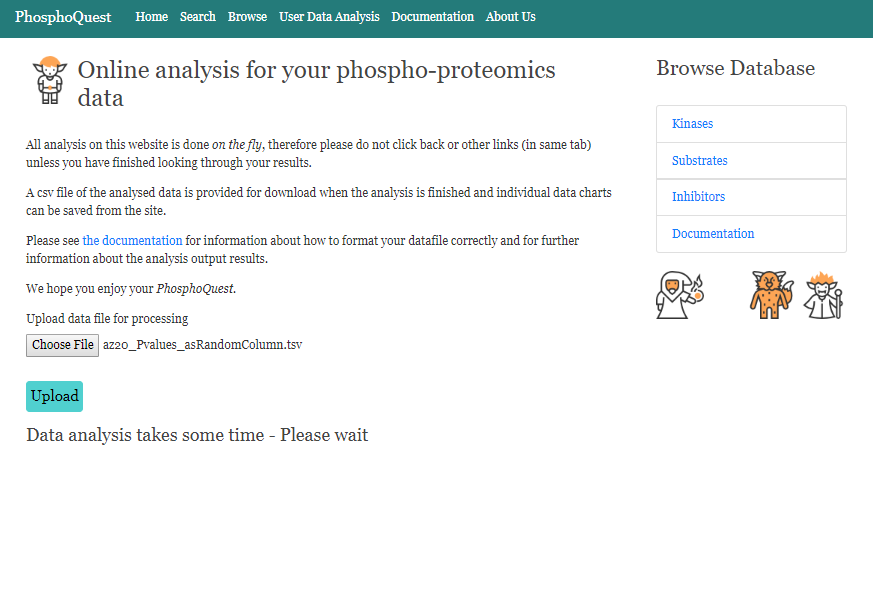 PhosphoQuest Home Search Browse User Data Analysis Documentation About Us
Online analysis for your phospho-proteomics
data
All analysis on this website is done on the fly, therefore please do not click back or other links (in same tab)
unless you have finished looking through your results.
A csv file of the analysed data is provided for download when the analysis is finished and individual data charts
can be saved from the site.
Please see the documentation for information about how to format your datafile correctly and for further
information about the analysis output results.
We hope you enjoy your PhosphoQuest.
Upload data file for processing
Choose File az20_Pvalues_asRandomColumn.tsv
Upload
Data analysis takes some time - Please wait
Browse Database
Kinases
Substrates
Inhibitors
Documentation